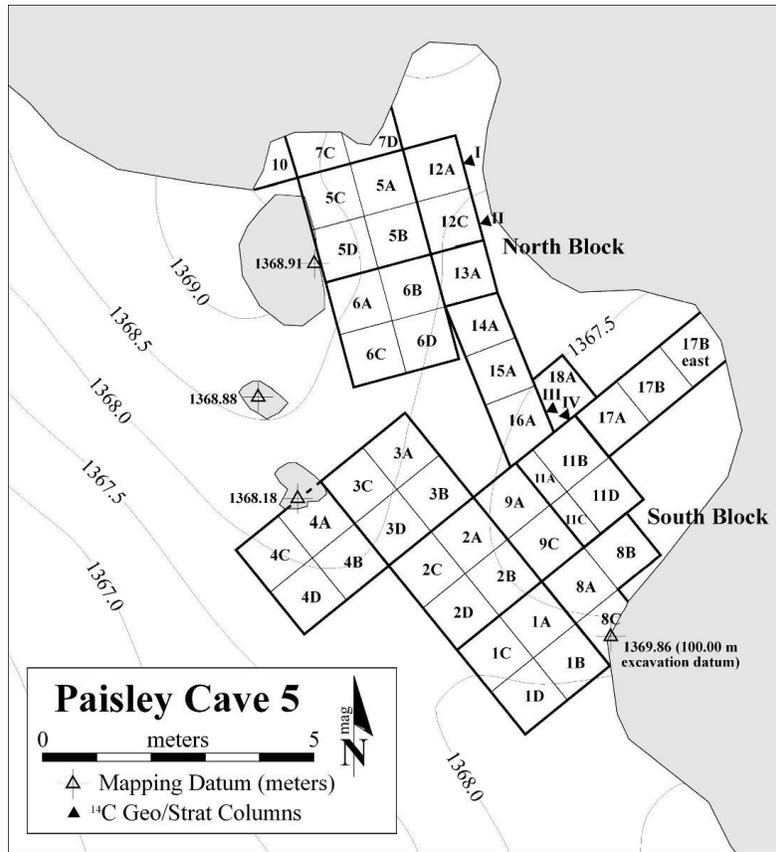 7D
10
7C
I
12A
5A
5C
12C
II
5B
5D
North Block
1368.91
13A
1369.0
6B
6A
14A
1367.5
1368.5
6D
6C
17B
east
15A
18A
17B
1368.88
III
IV
17A
16A
1368.0
3A
11B
3C
11A
11D
3B
9A
1368.18
11C
South Block
1367.5
4A
3D
2A
9C
8B
4C
4B
2C
2B
8A
1367.0
4D
2D
1A
8C
1369.86 (100.00 m
excavation datum)
1C
1B
1D
1368.0
Paisley Cave 5
0 meters 5
mag
N
Mapping Datum (meters)
14C Geo/Strat Columns